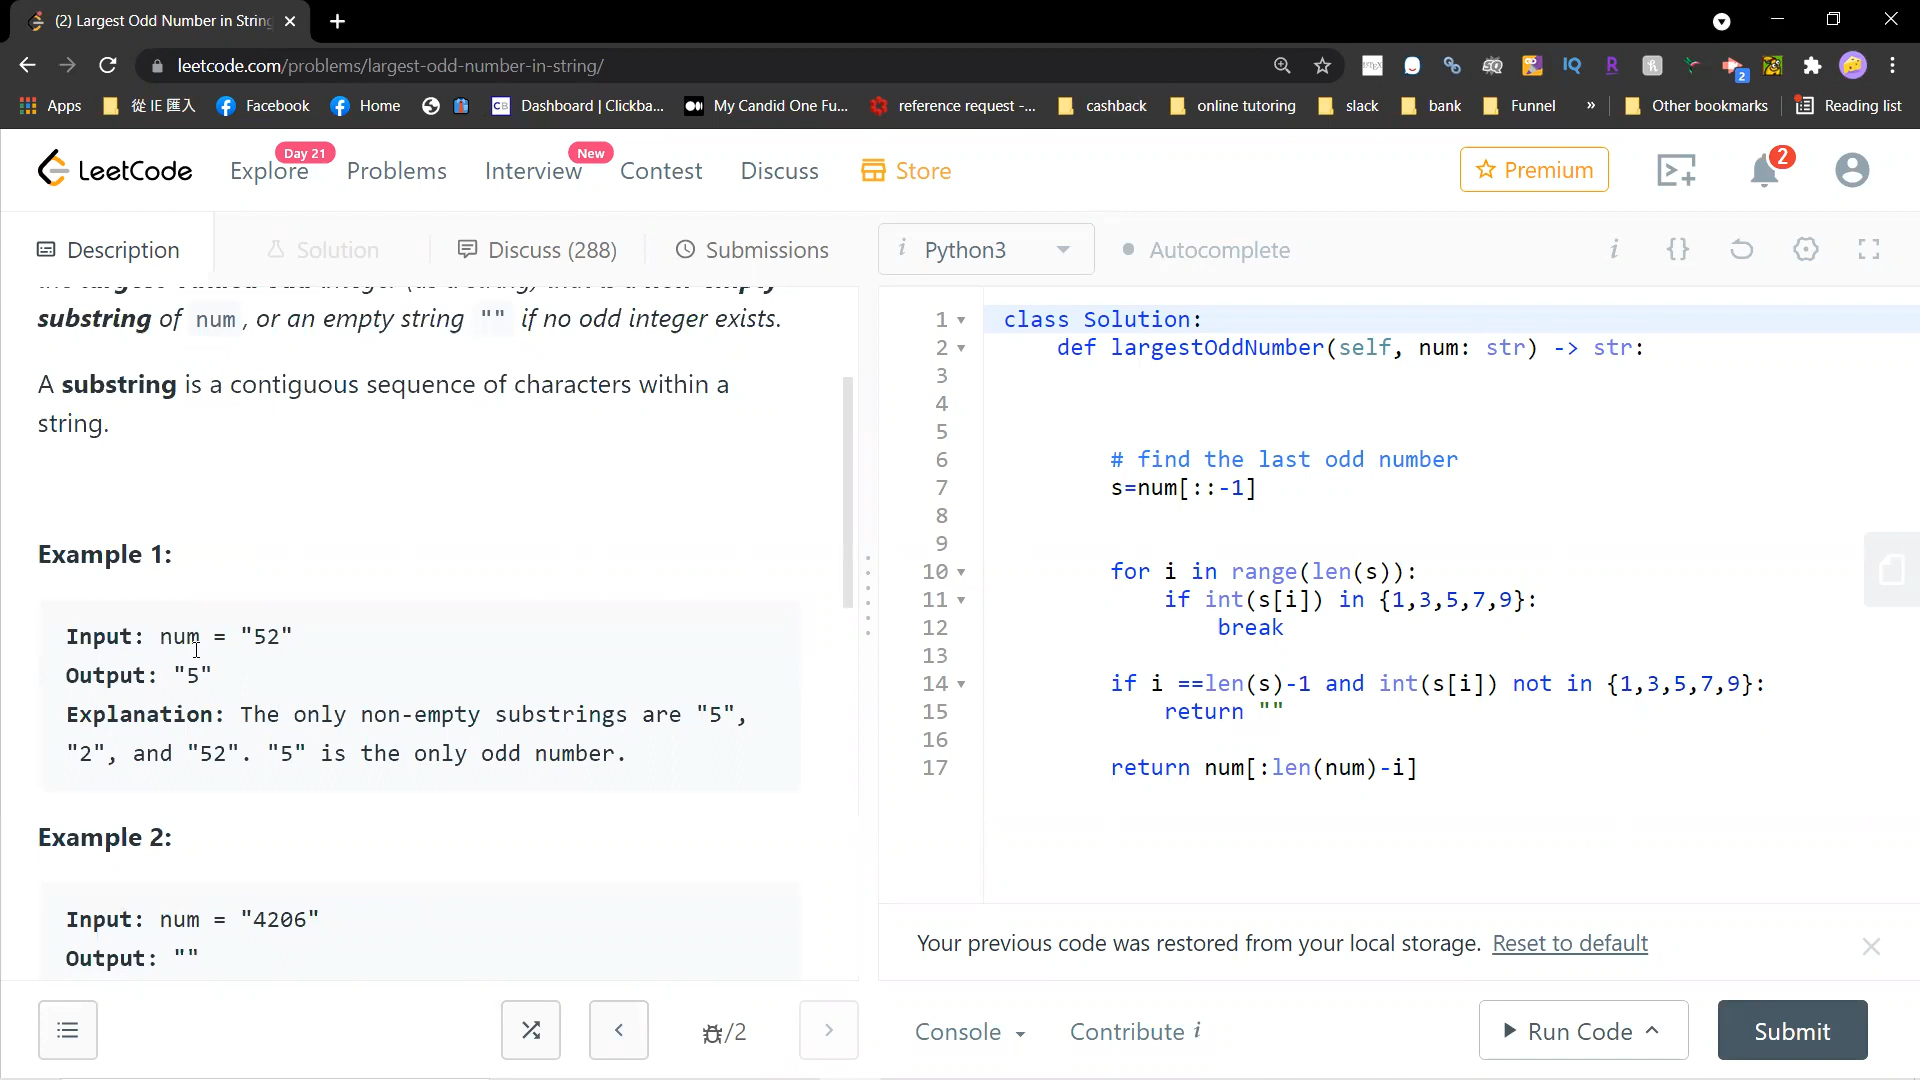 (2) Largest Odd Number in String
leetcode.com/problems/largest-odd-number-in-string/
Apps 從 IE 匯入 Facebook Home Dashboard | Clickba... My Candid One Fu... reference request -... cashback online tutoring slack bank Funnel » Other bookmarks Reading list
LeetCode Explore Day 21 Problems Interview New Contest Discuss Store Premium 2
Description Solution Discuss (288) Submissions Python3 Autocomplete
substring of num , or an empty string "" if no odd integer exists.
A substring is a contiguous sequence of characters within a
string.
Example 1:
Input: num = "52"
Output: "5"
Explanation: The only non-empty substrings are "5",
"2", and "52". "5" is the only odd number.
Example 2:
Input: num = "4206"
Output: ""
1 class Solution:
2 def largestOddNumber(self, num: str) -> str:
3
4
5
6 # find the last odd number
7 s=num[::-1]
8
9
10 for i in range(len(s)):
11 if int(s[i]) in {1,3,5,7,9}:
12 break
13
14 if i ==len(s)-1 and int(s[i]) not in {1,3,5,7,9}:
15 return ""
16
17 return num[:len(num)-i]
Your previous code was restored from your local storage. Reset to default
/2 Console Contribute i Run Code Submit